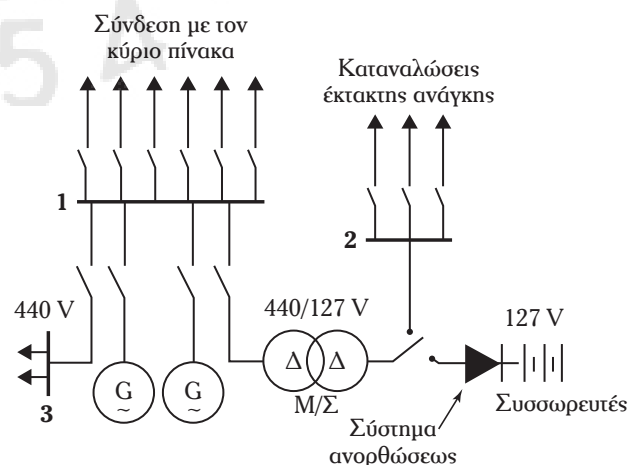 Σύνδεση με τον
κύριο πίνακα
Καταναλώσεις
έκτακτης ανάγκης
1
2
440 V
440/127 V
127 V
Δ
Δ
G
~
G
~
3
Μ/Σ
Συσσωρευτές
Σύστημα
ανορθώσεως